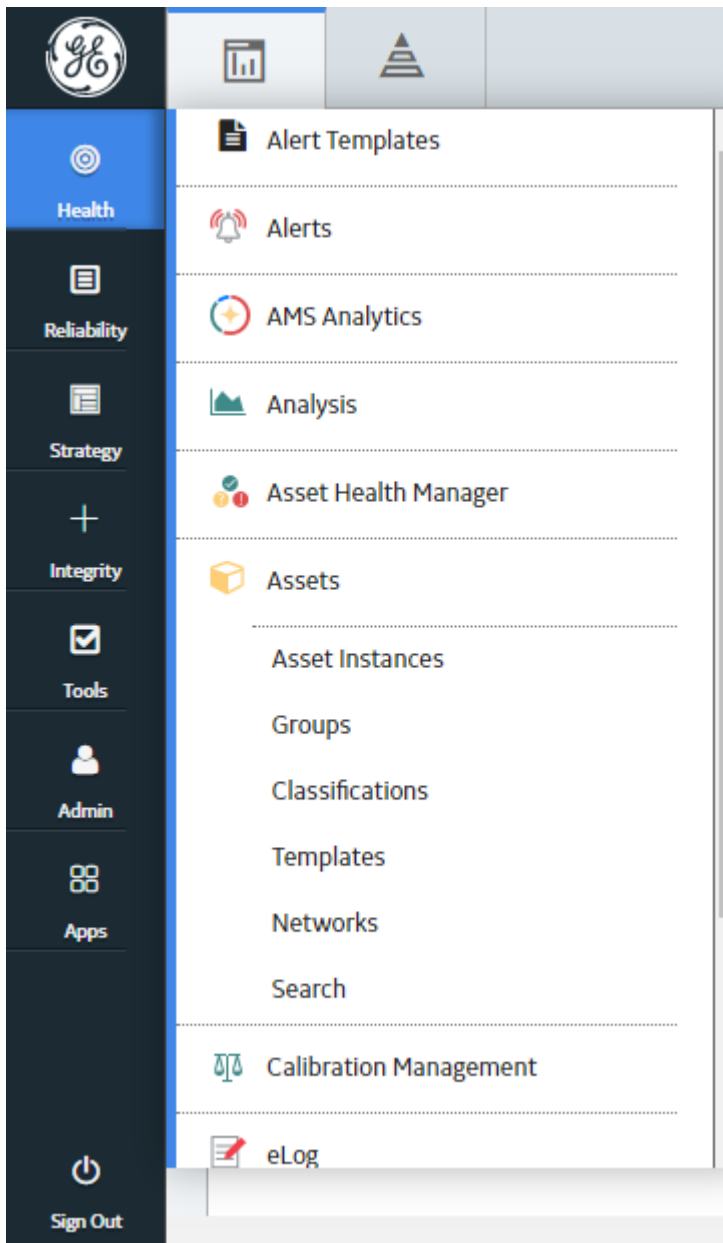 GE
Health
Reliability
Strategy
Integrity
Tools
Admin
Apps
Sign Out
Alert Templates
Alerts
AMS Analytics
Analysis
Asset Health Manager
Assets
Asset Instances
Groups
Classifications
Templates
Networks
Search
Calibration Management
eLog